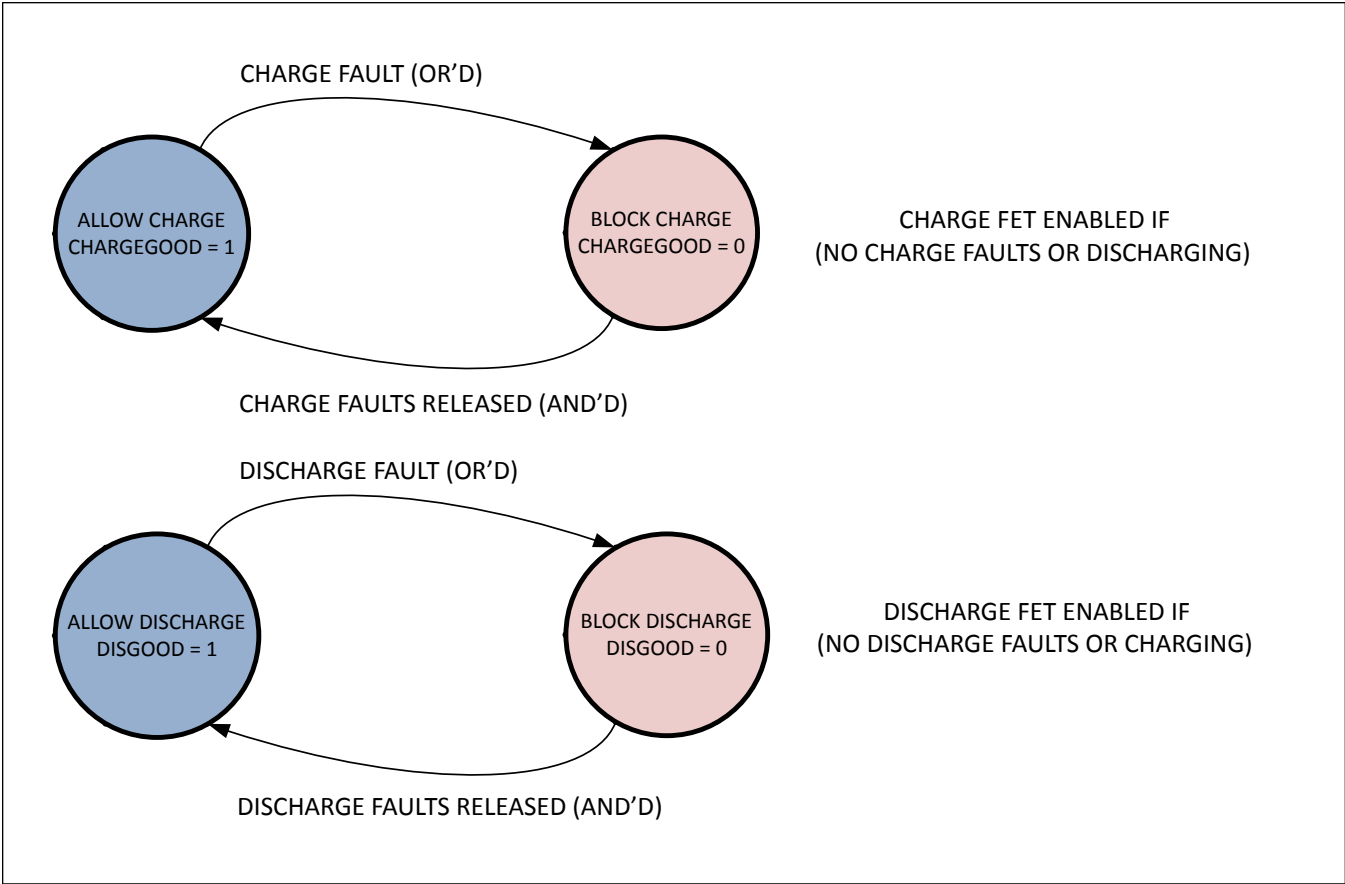 CHARGE FAULT (OR’D)
ALLOW CHARGE
CHARGEGOOD = 1
BLOCK CHARGE
CHARGEGOOD = 0
CHARGE FET ENABLED IF
(NO CHARGE FAULTS OR DISCHARGING)
CHARGE FAULTS RELEASED (AND’D)
DISCHARGE FAULT (OR’D)
ALLOW DISCHARGE
DISGOOD = 1
BLOCK DISCHARGE
DISGOOD = 0
DISCHARGE FET ENABLED IF
(NO DISCHARGE FAULTS OR CHARGING)
DISCHARGE FAULTS RELEASED (AND’D)